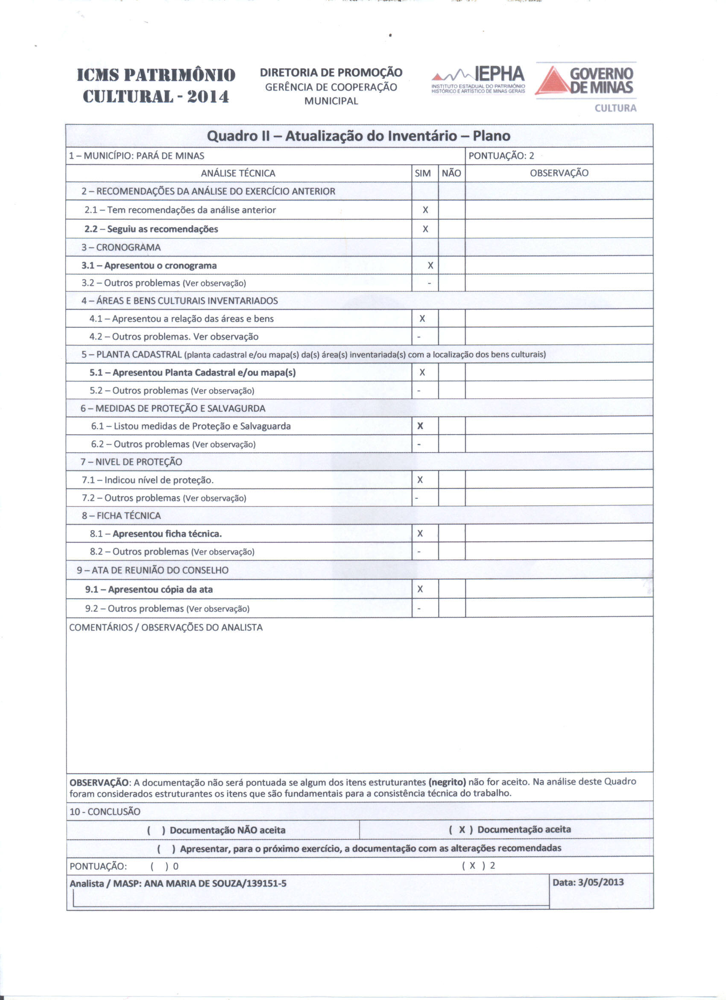 ICMS PATRIMÔNIO
CULTURAL - 2014
DIRETORIA DE PROMOÇÃO
GERÊNCIA DE COOPERAÇÃO
MUNICIPAL
IEPHA
INSTITUTO ESTADUAL DO PATRIMÔNIO
HISTÓRICO E ARTÍSTICO DE MINAS GERAIS
GOVERNO
DE MINAS
CULTURA
Quadro II – Atualização do Inventário – Plano
1 – MUNICÍPIO: PARÁ DE MINAS PONTUAÇÃO: 2
ANÁLISE TÉCNICA SIM NÃO OBSERVAÇÃO
2 – RECOMENDAÇÕES DA ANÁLISE DO EXERCÍCIO ANTERIOR
2.1 – Tem recomendações da análise anterior X
2.2 – Seguiu as recomendações X
3 – CRONOGRAMA
3.1 – Apresentou o cronograma X
3.2 – Outros problemas (Ver observação) -
4 – ÁREAS E BENS CULTURAIS INVENTARIADOS
4.1 – Apresentou a relação das áreas e bens X
4.2 – Outros problemas. Ver observação -
5 – PLANTA CADASTRAL (planta cadastral e/ou mapa(s) da(s) área(s) inventariada(s) com a localização dos bens culturais)
5.1 – Apresentou Planta Cadastral e/ou mapa(s) X
5.2 – Outros problemas (Ver observação) -
6 – MEDIDAS DE PROTEÇÃO E SALVAGURDA
6.1 – Listou medidas de Proteção e Salvaguarda X
6.2 – Outros problemas (Ver observação) -
7 – NIVEL DE PROTEÇÃO
7.1 – Indicou nível de proteção. X
7.2 – Outros problemas (Ver observação) -
8 – FICHA TÉCNICA
8.1 – Apresentou ficha técnica. X
8.2 – Outros problemas (Ver observação) -
9 – ATA DE REUNIÃO DO CONSELHO
9.1 – Apresentou cópia da ata X
9.2 – Outros problemas (Ver observação) -
COMENTÁRIOS / OBSERVAÇÕES DO ANALISTA
OBSERVAÇÃO: A documentação não será pontuada se algum dos itens estruturantes (negrito) não for aceito. Na análise deste Quadro
foram considerados estruturantes os itens que são fundamentais para a consistência técnica do trabalho.
10 - CONCLUSÃO
( ) Documentação NÃO aceita ( X ) Documentação aceita
( ) Apresentar, para o próximo exercício, a documentação com as alterações recomendadas
PONTUAÇÃO: ( ) 0 ( X ) 2
Analista / MASP: ANA MARIA DE SOUZA/139151-5 Data: 3/05/2013